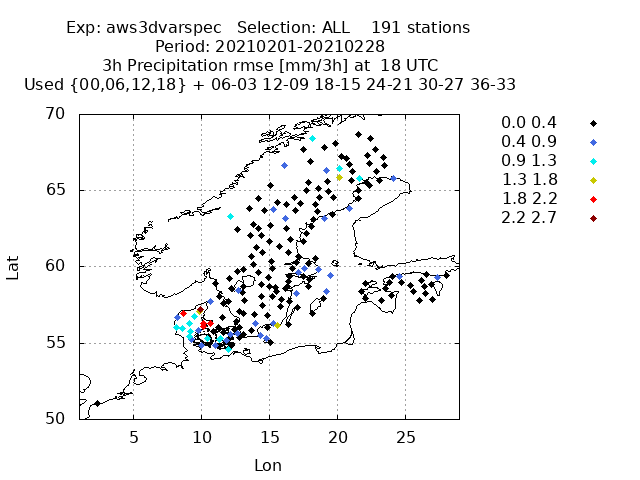 Exp: aws3dvarspec   Selection: ALL    191 stations
Period: 20210201-20210228
3h Precipitation rmse [mm/3h] at  18 UTC
Used {00,06,12,18} + 06-03 12-09 18-15 24-21 30-27 36-33
70
65
60
55
50
Lat
5 10 15 20 25
Lon
0.0 0.4
0.4 0.9
0.9 1.3
1.3 1.8
1.8 2.2
2.2 2.7